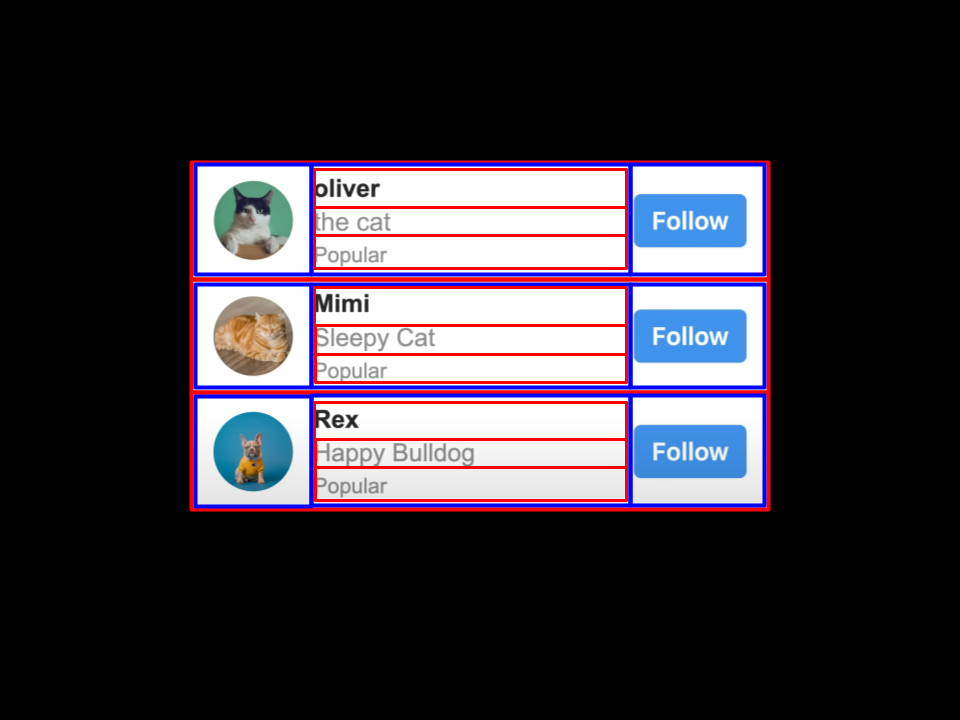 oliver
the cat
Popular
Follow
Mimi
Sleepy Cat
Popular
Follow
Rex
Happy Bulldog
Popular
Follow